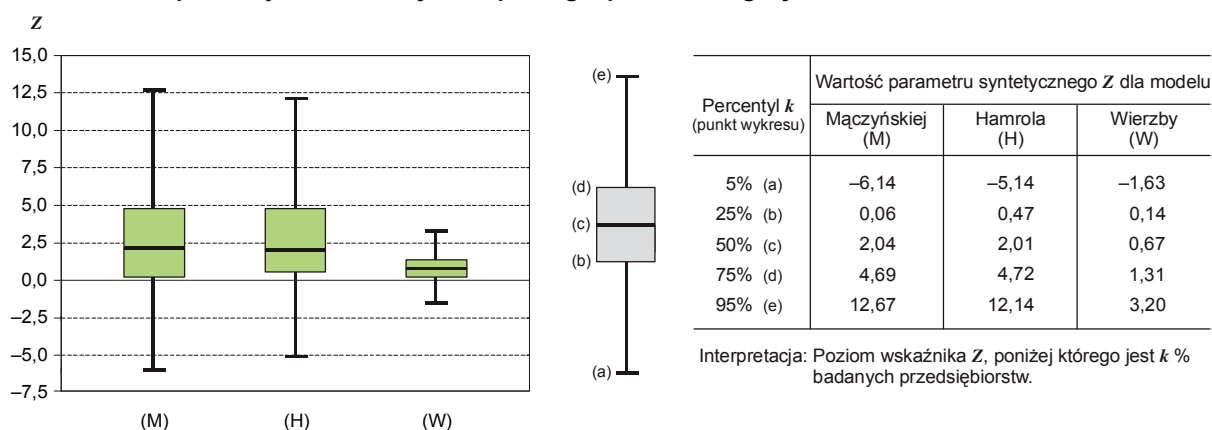 Z
15,0
12,5
10,0
7,5
5,0
2,5
0,0
–2,5
–5,0
–7,5
(M) (H) (W)
(e)
(d)
(c)
(b)
(a)
Percentyl k
(punkt wykresu)
Wartość parametru syntetycznego Z dla modelu
Mączyńskiej (M)
Hamrola (H)
Wierzby (W)
5% (a) –6,14 –5,14 –1,63
25% (b) 0,06 0,47 0,14
50% (c) 2,04 2,01 0,67
75% (d) 4,69 4,72 1,31
95% (e) 12,67 12,14 3,20
Interpretacja: Poziom wskaźnika Z, poniżej którego jest k %
badanych przedsiębiorstw.